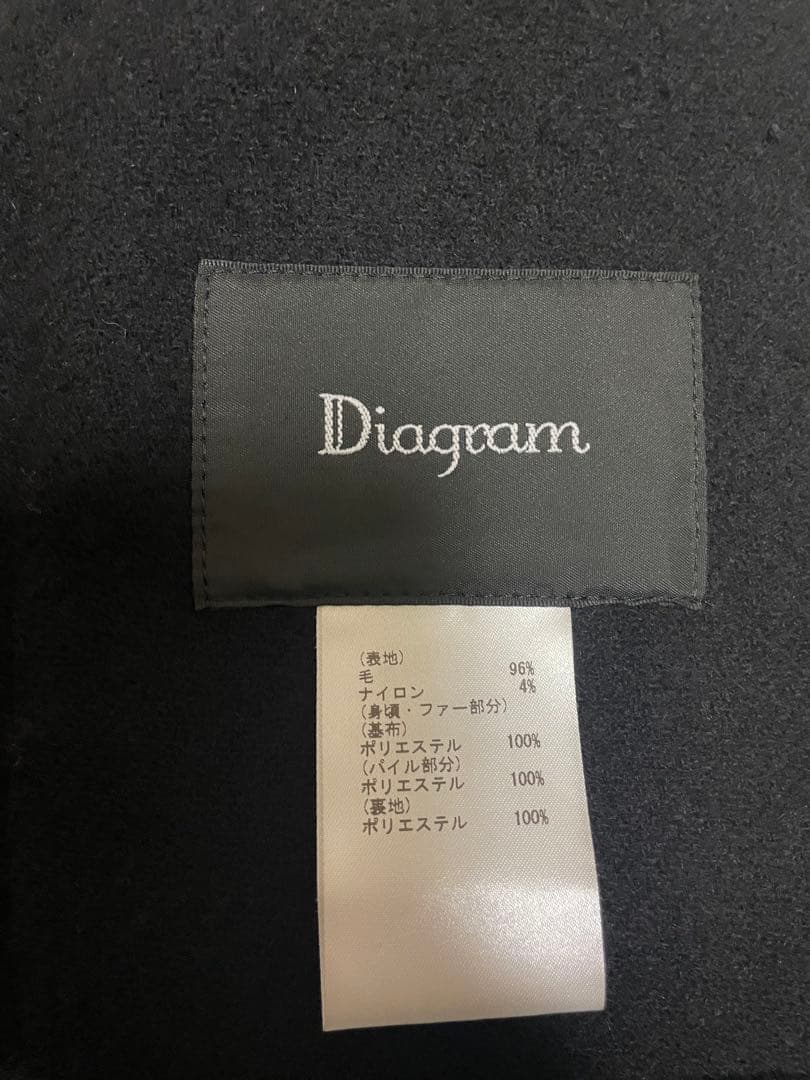 Diagram
(表地)
毛 96%
ナイロン 4%
(身頃・ファー部分)
(基布)
ポリエステル 100%
(パイル部分)
ポリエステル 100%
(裏地)
ポリエステル 100%